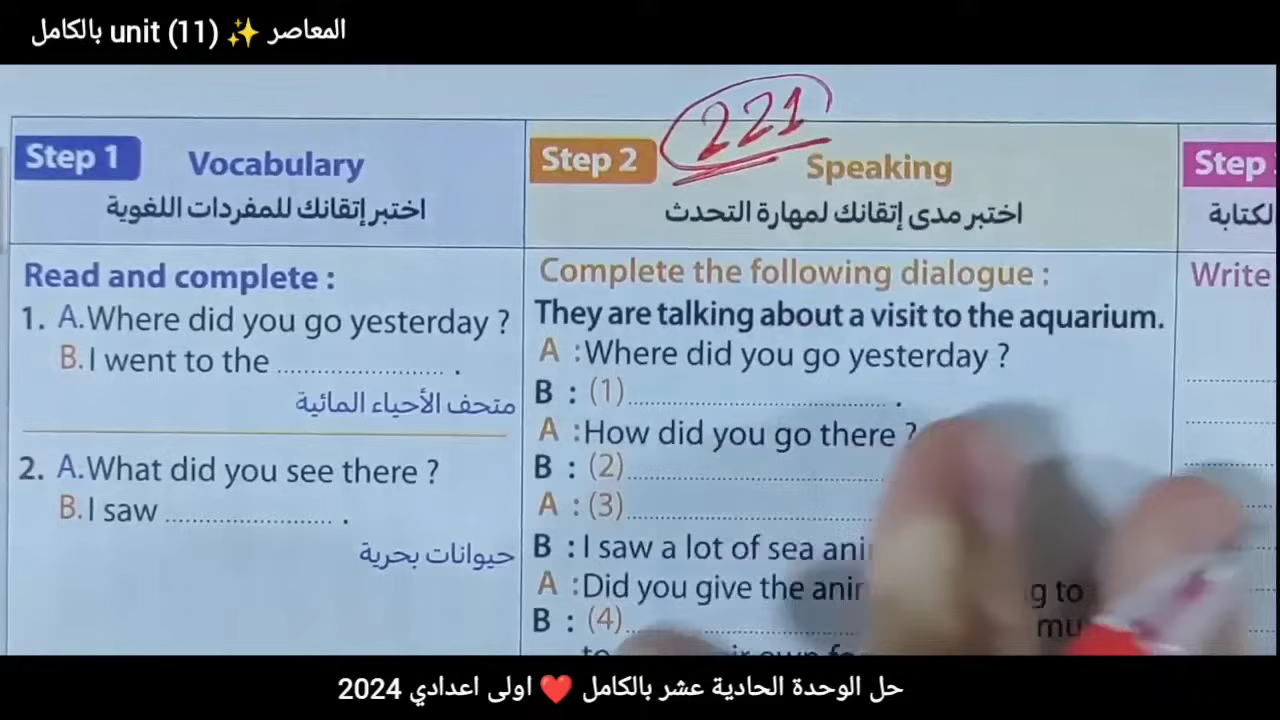 المعاصر ✨ unit (11) بالكامل
221
Step 1 Vocabulary
اختبر إتقانك للمفردات اللغوية
Read and complete :
1. A.Where did you go yesterday ?
B.I went to the ........................ .
متحف الأحياء المائية
2. A.What did you see there ?
B.I saw ........................ .
حيوانات بحرية
Step 2 Speaking
اختبر مدى إتقانك لمهارة التحدث
Complete the following dialogue :
They are talking about a visit to the aquarium.
A :Where did you go yesterday ?
B : (1)........................................ .
A :How did you go there ?
B : (2)........................................
A : (3)........................................
B :I saw a lot of sea
A :Did you give the to
B : (4)........................................
to
Step
Write
حل الوحدة الحادية عشر بالكامل ❤️ اولى اعدادي 2024